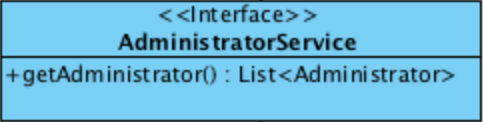 <<Interface>>
AdministratorService
+getAdministrator() : List<Administrator>